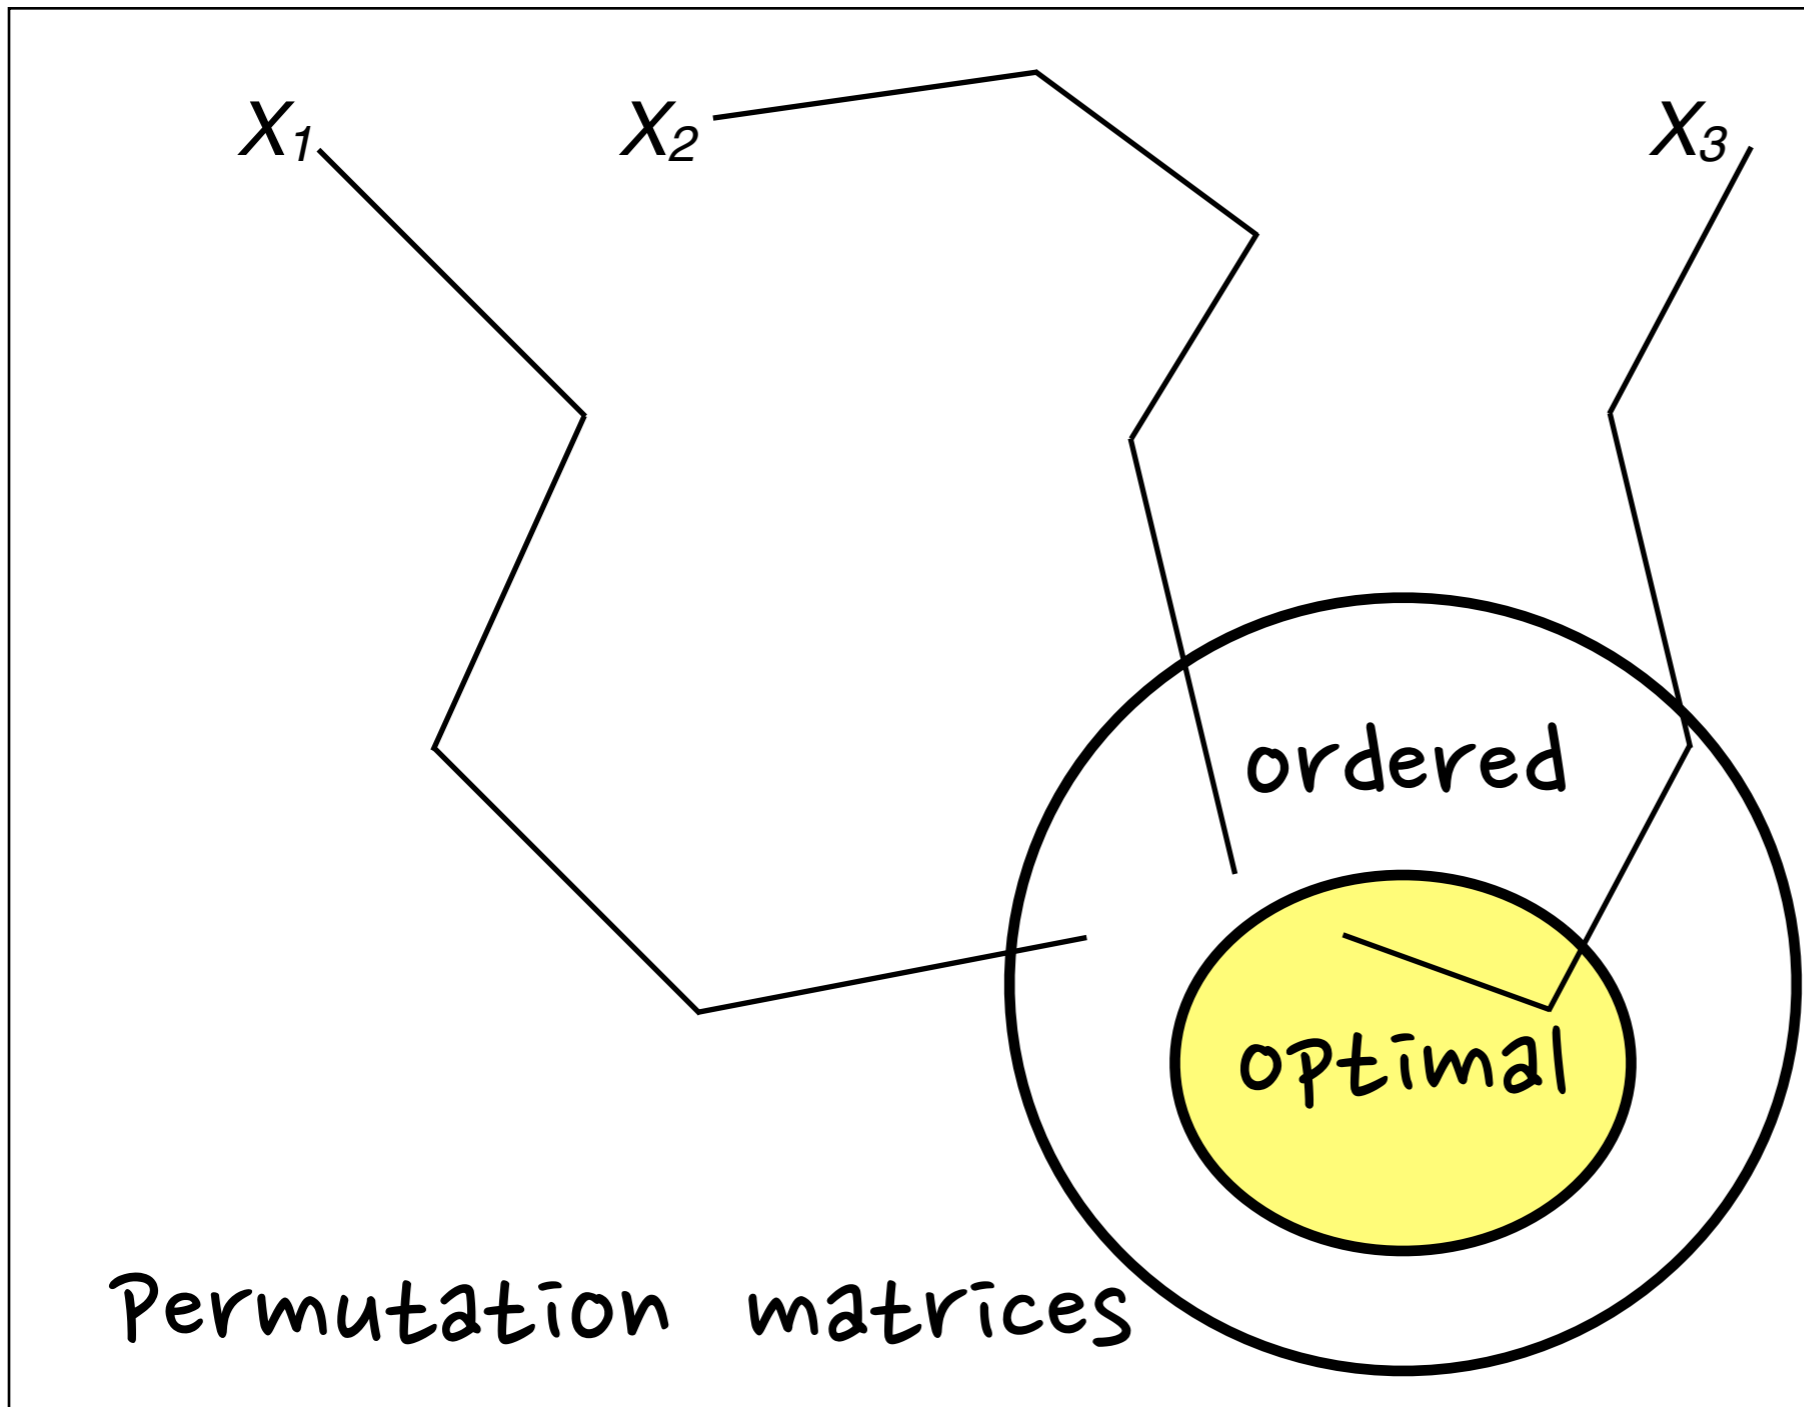 X1 X2 X3
ordered
optimal
Permutation matrices